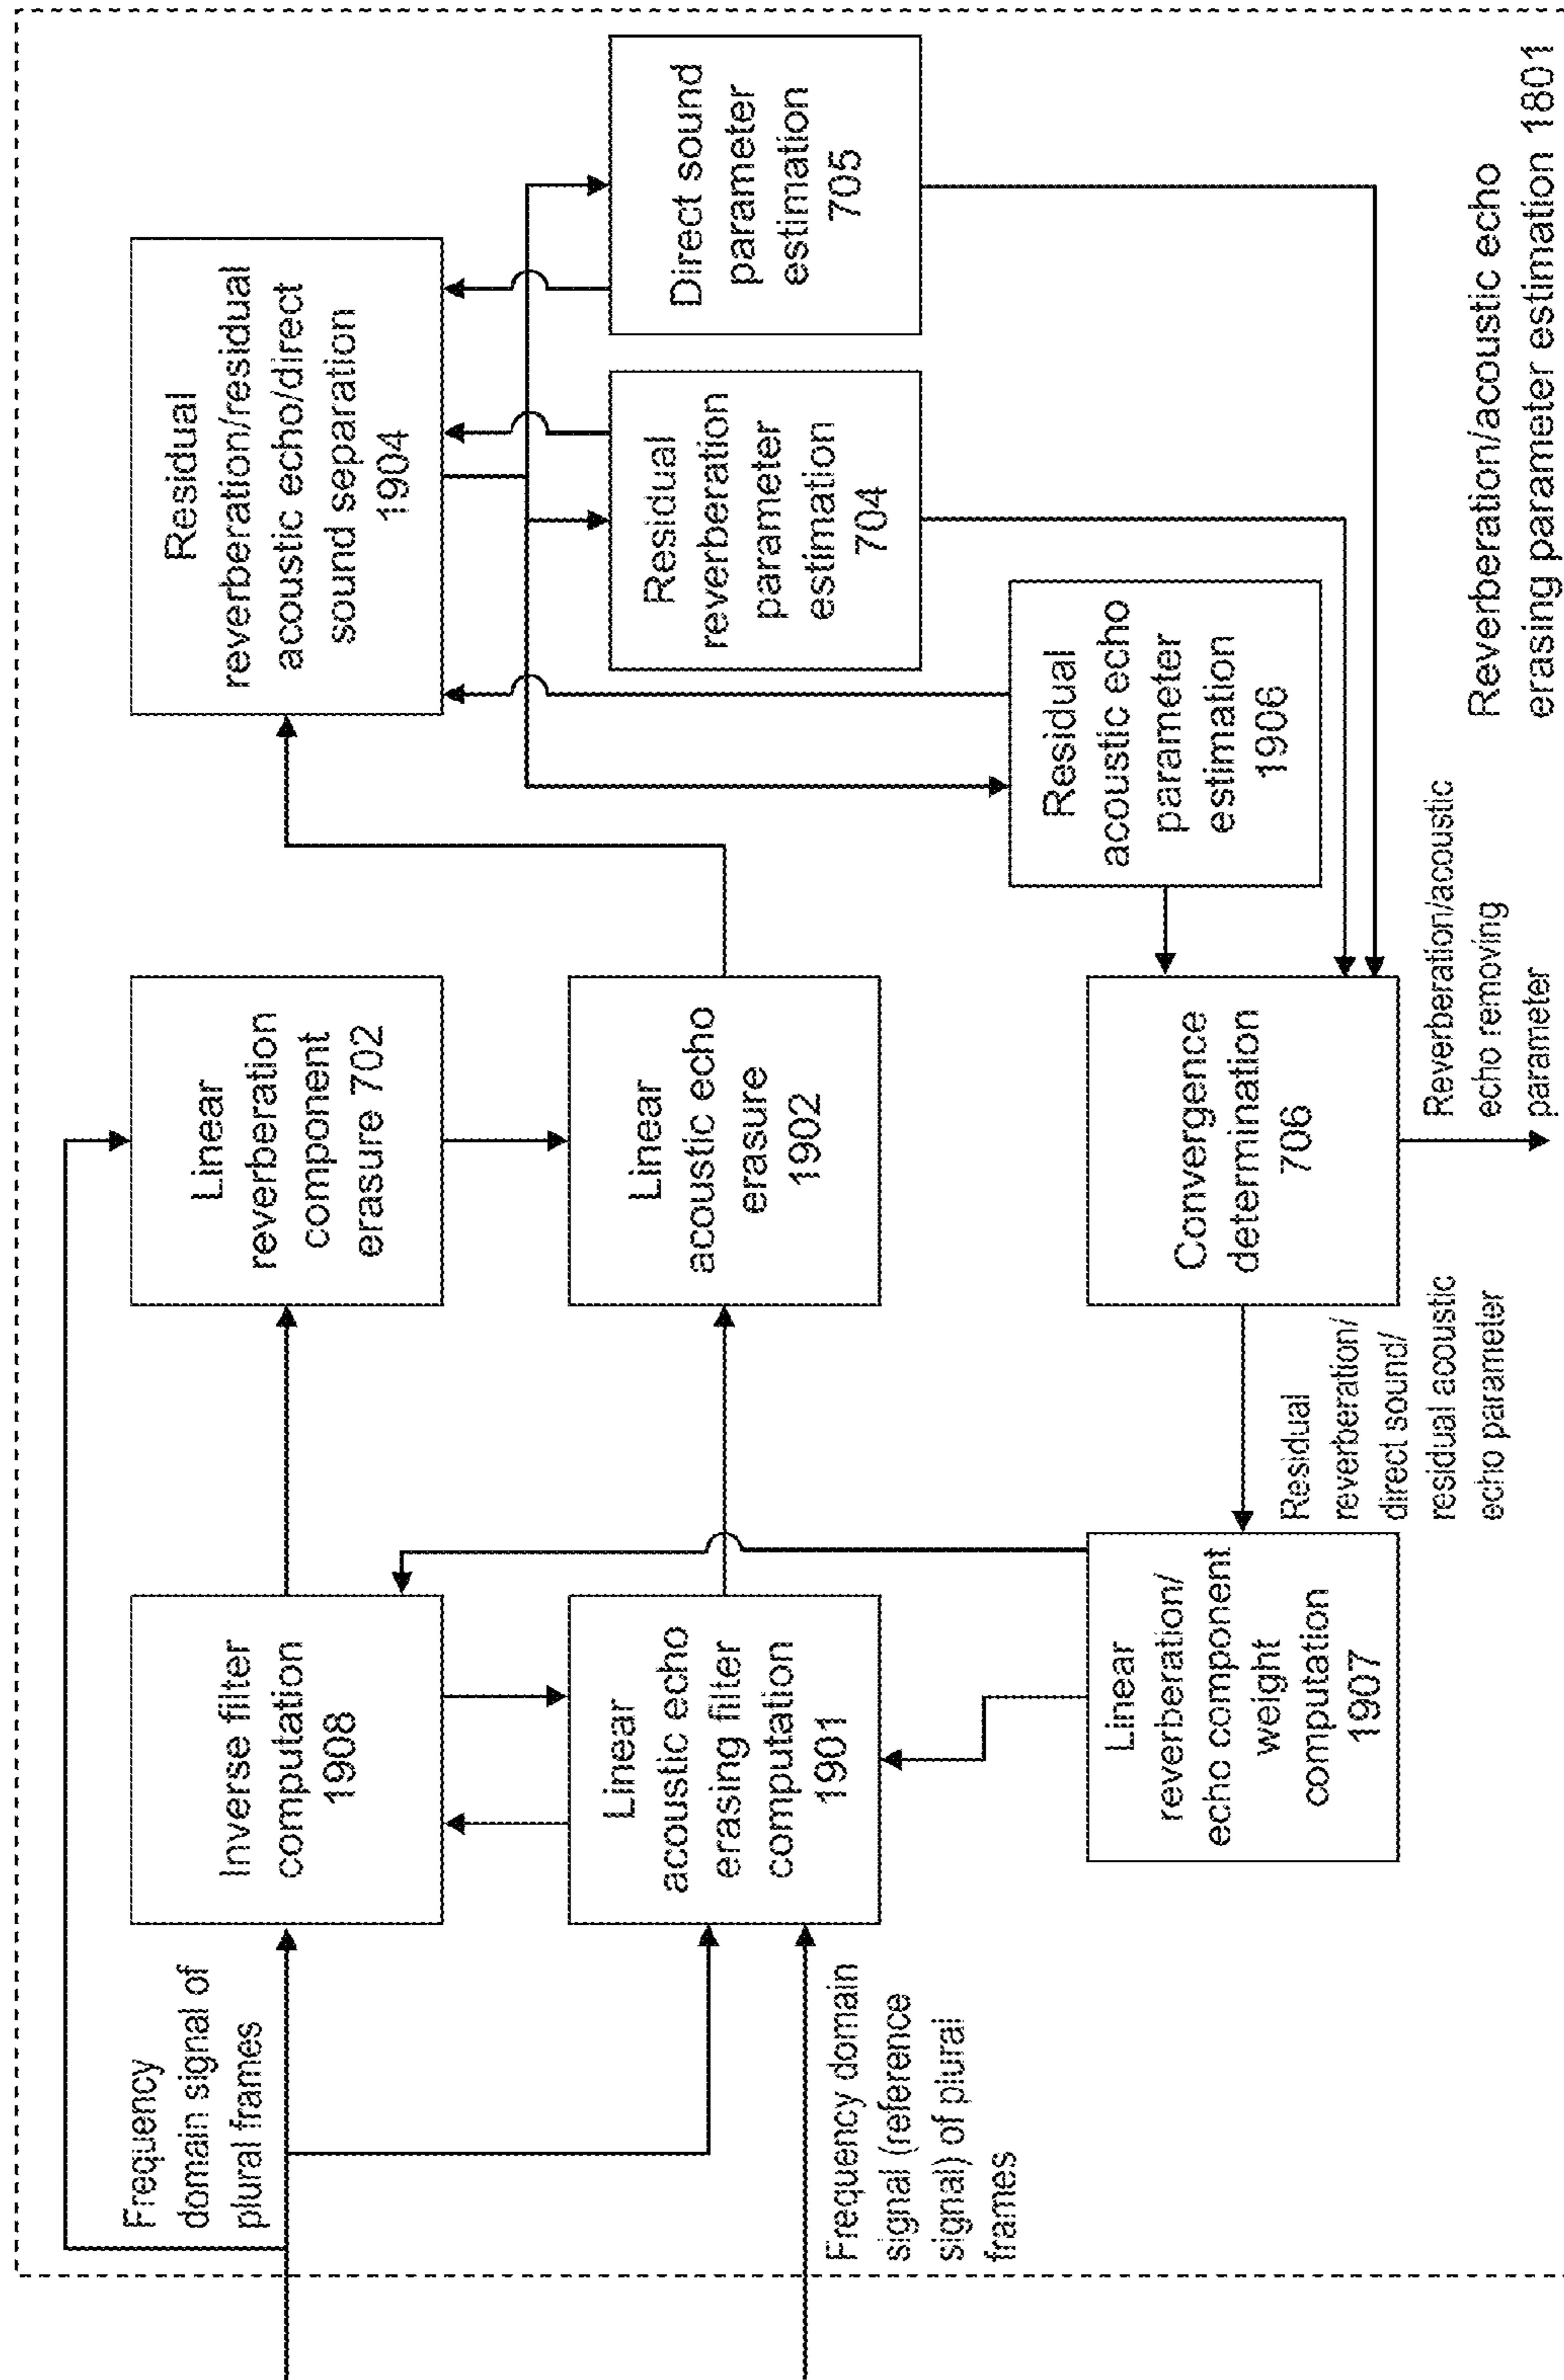 Frequency
domain signal of
plural frames
Inverse filter
computation
1908
Linear
reverberation
component
erasure 702
Residual
reverberation/residual
acoustic echo/direct
sound separation
1904
Frequency domain
signal (reference
signal) of plural
frames
Linear
acoustic echo
erasing filter
computation
1901
Linear
acoustic echo
erasure
1902
Residual
reverberation
parameter
estimation
704
Direct sound
parameter
estimation
705
Linear
reverberation/
echo component
weight
computation
1907
Residual
reverberation/
direct sound/
residual acoustic
echo parameter
Convergence
determination
706
Residual
acoustic echo
parameter
estimation
1906
Reverberation/acoustic
echo removing
parameter
Reverberation/acoustic echo
erasing parameter estimation 1801